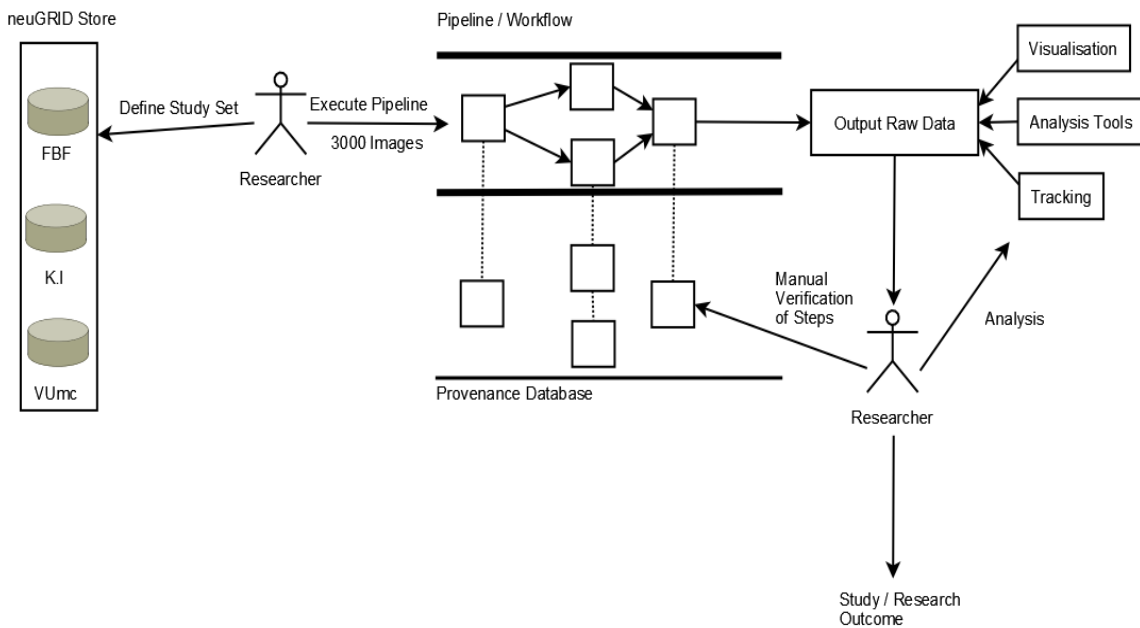 neuGRID Store
Pipeline / Workflow
Visualisation
Define Study Set
Execute Pipeline
3000 Images
Output Raw Data
Analysis Tools
FBF
Researcher
Tracking
K.I
Manual
Verification
of Steps
Analysis
VUmc
Provenance Database
Researcher
Study / Research
Outcome